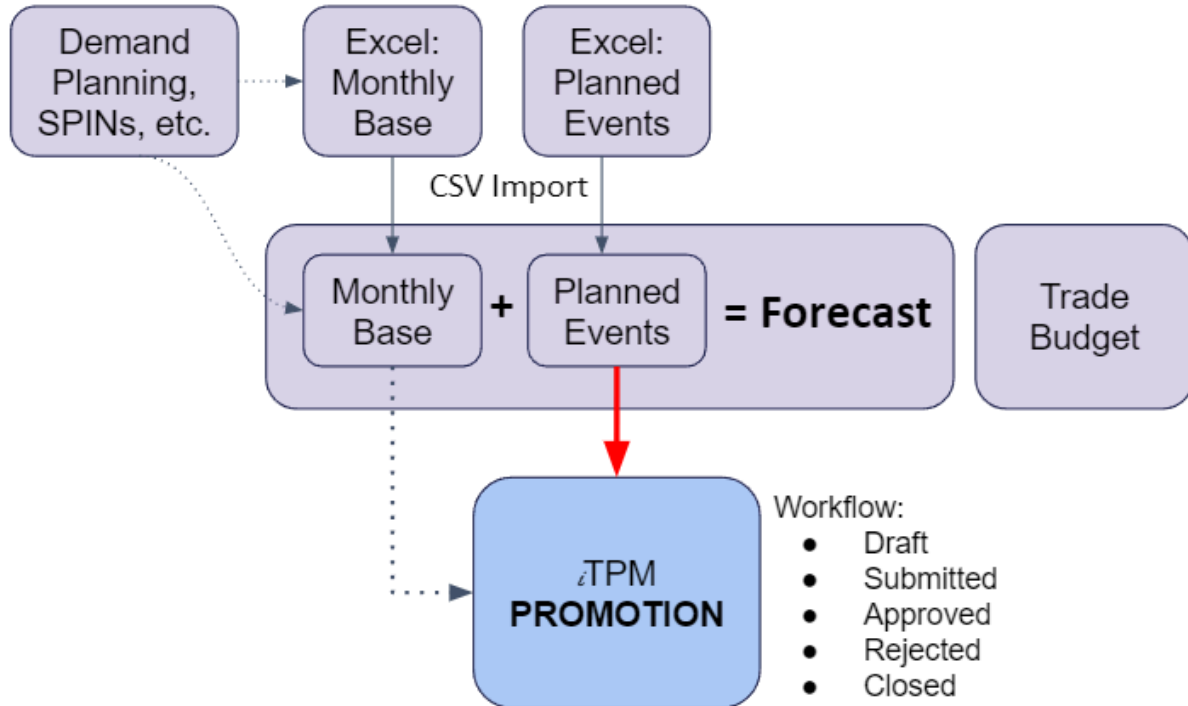 Demand
Planning,
SPINs, etc.
Excel:
Monthly
Base
Excel:
Planned
Events
CSV Import
Monthly
Base
+
Planned
Events
= Forecast
Trade
Budget
iTPM
PROMOTION
Workflow:
● Draft
● Submitted
● Approved
● Rejected
● Closed